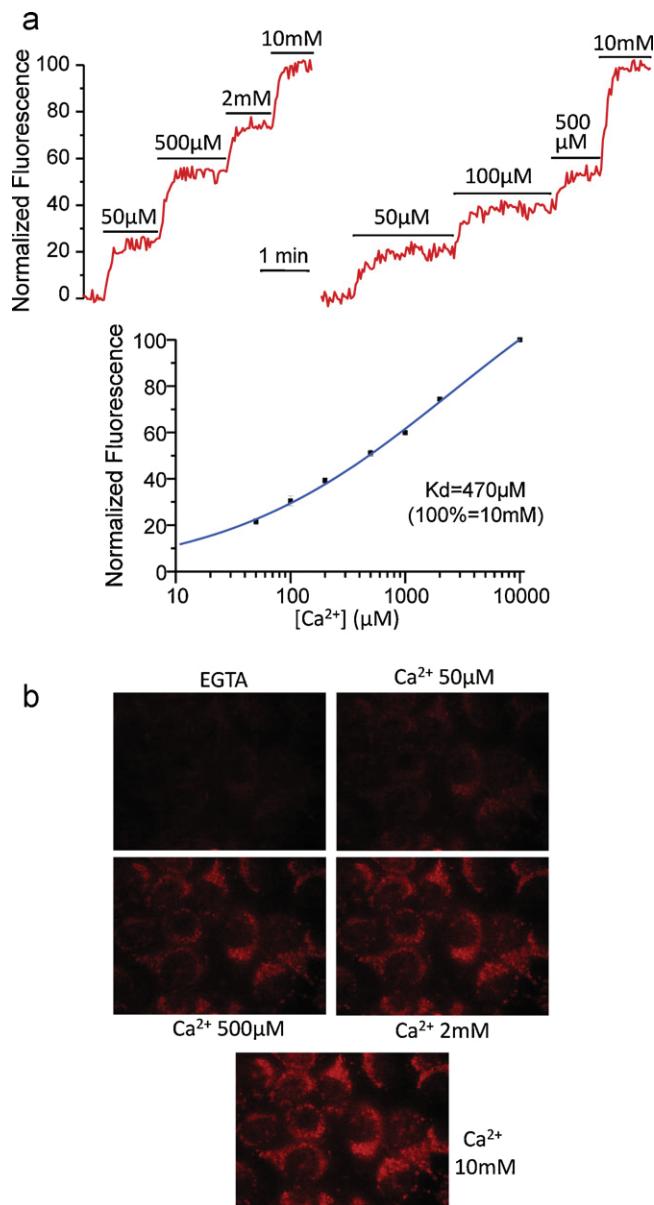 a
Normalized Fluorescence
100
80
60
40
20
0
50µM
500µM
2mM
10mM
1 min
50µM
100µM
500
µM
10mM
Normalized Fluorescence
100
80
60
40
20
0
10
100
1000
10000
[Ca²⁺] (µM)
Kd=470µM
(100%=10mM)
b
EGTA
Ca²⁺ 50µM
Ca²⁺ 500µM
Ca²⁺ 2mM
Ca²⁺
10mM